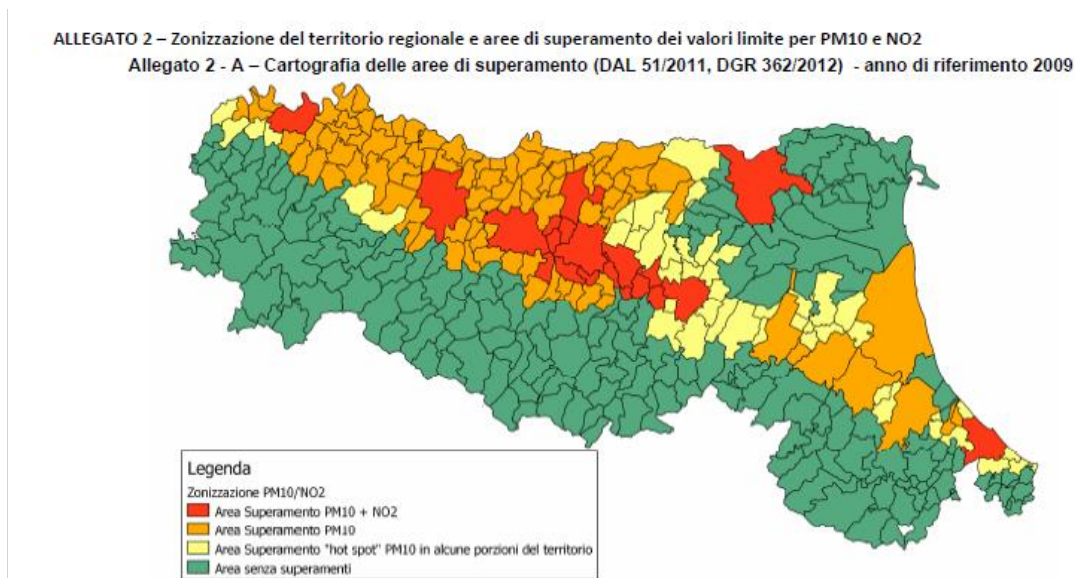 ALLEGATO 2 – Zonizzazione del territorio regionale e aree di superamento dei valori limite per PM10 e NO2
Allegato 2 - A – Cartografia delle aree di superamento (DAL 51/2011, DGR 362/2012) - anno di riferimento 2009
Legenda
Zonizzazione PM10/NO2
Area Superamento PM10 + NO2
Area Superamento PM10
Area Superamento "hot spot" PM10 in alcune porzioni del territorio
Area senza superamenti